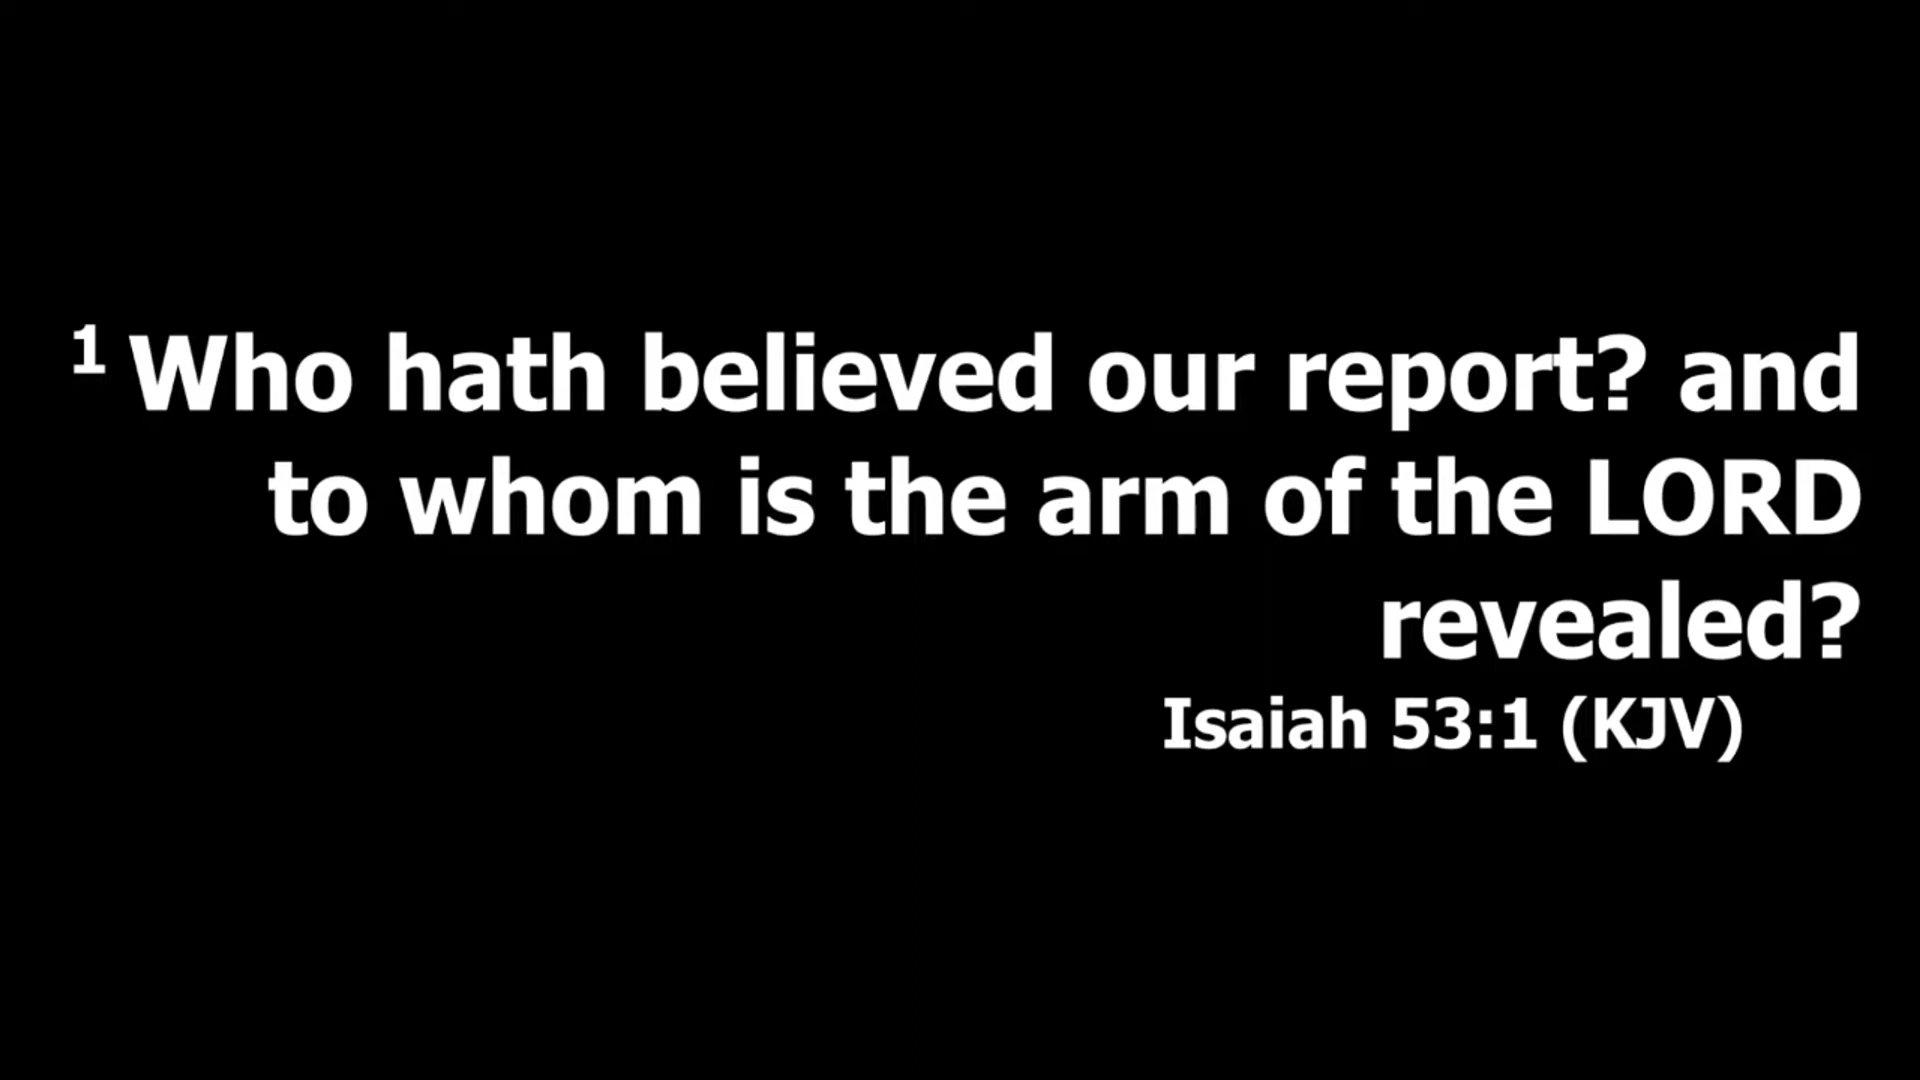 1 Who hath believed our report? and
to whom is the arm of the LORD
revealed?
Isaiah 53:1 (KJV)